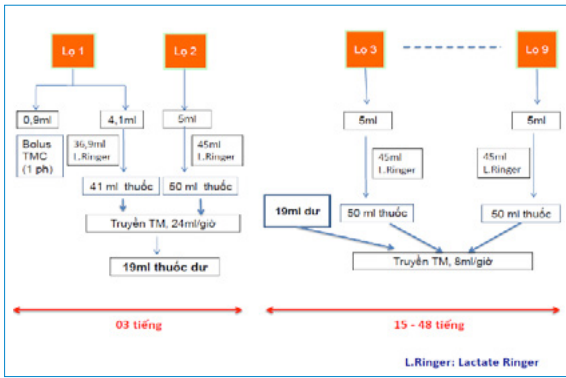 Lọ 1
Lọ 2
Lọ 3
Lọ 9
0,9ml
4,1ml
5ml
5ml
5ml
Bolus
TMC
(1 ph)
36,9ml
L.Ringer
45ml
L.Ringer
45ml
L.Ringer
45ml
L.Ringer
41 ml thuốc
50 ml thuốc
19ml dư
50 ml thuốc
50 ml thuốc
Truyền TM, 24ml/giờ
Truyền TM, 8ml/giờ
19ml thuốc dư
03 tiếng
15 - 48 tiếng
L.Ringer: Lactate Ringer